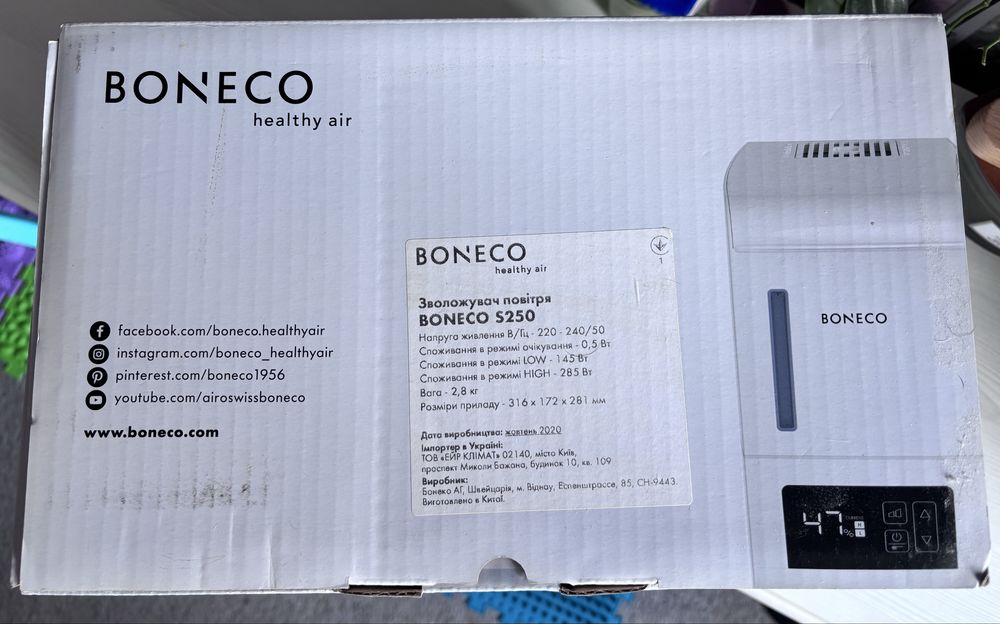 BONECO
healthy air
facebook.com/boneco.healthyair
instagram.com/boneco_healthyair
pinterest.com/boneco1956
youtube.com/airoswissboneco
www.boneco.com
BONECO
healthy air
1
Зволожувач повітря
BONECO S250
Напруга живлення В/Гц - 220 - 240/50
Споживання в режимі очікування - 0,5 Вт
Споживання в режимі LOW - 145 Вт
Споживання в режимі HIGH - 285 Вт
Вага - 2,8 кг
Розміри приладу - 316 x 172 x 281 мм
Дата виробництва: жовтень 2020
Імпортер в Україні:
ТОВ «ЕЙР КЛІМАТ» 02140, місто Київ,
проспект Миколи Бажана, будинок 10, кв. 109
Виробник:
Бонеко АГ, Швейцарія, м. Віднау, Еспенштрассе, 85, CH-9443.
Виготовлено в Китаї.
BONECO
47
%
H
L